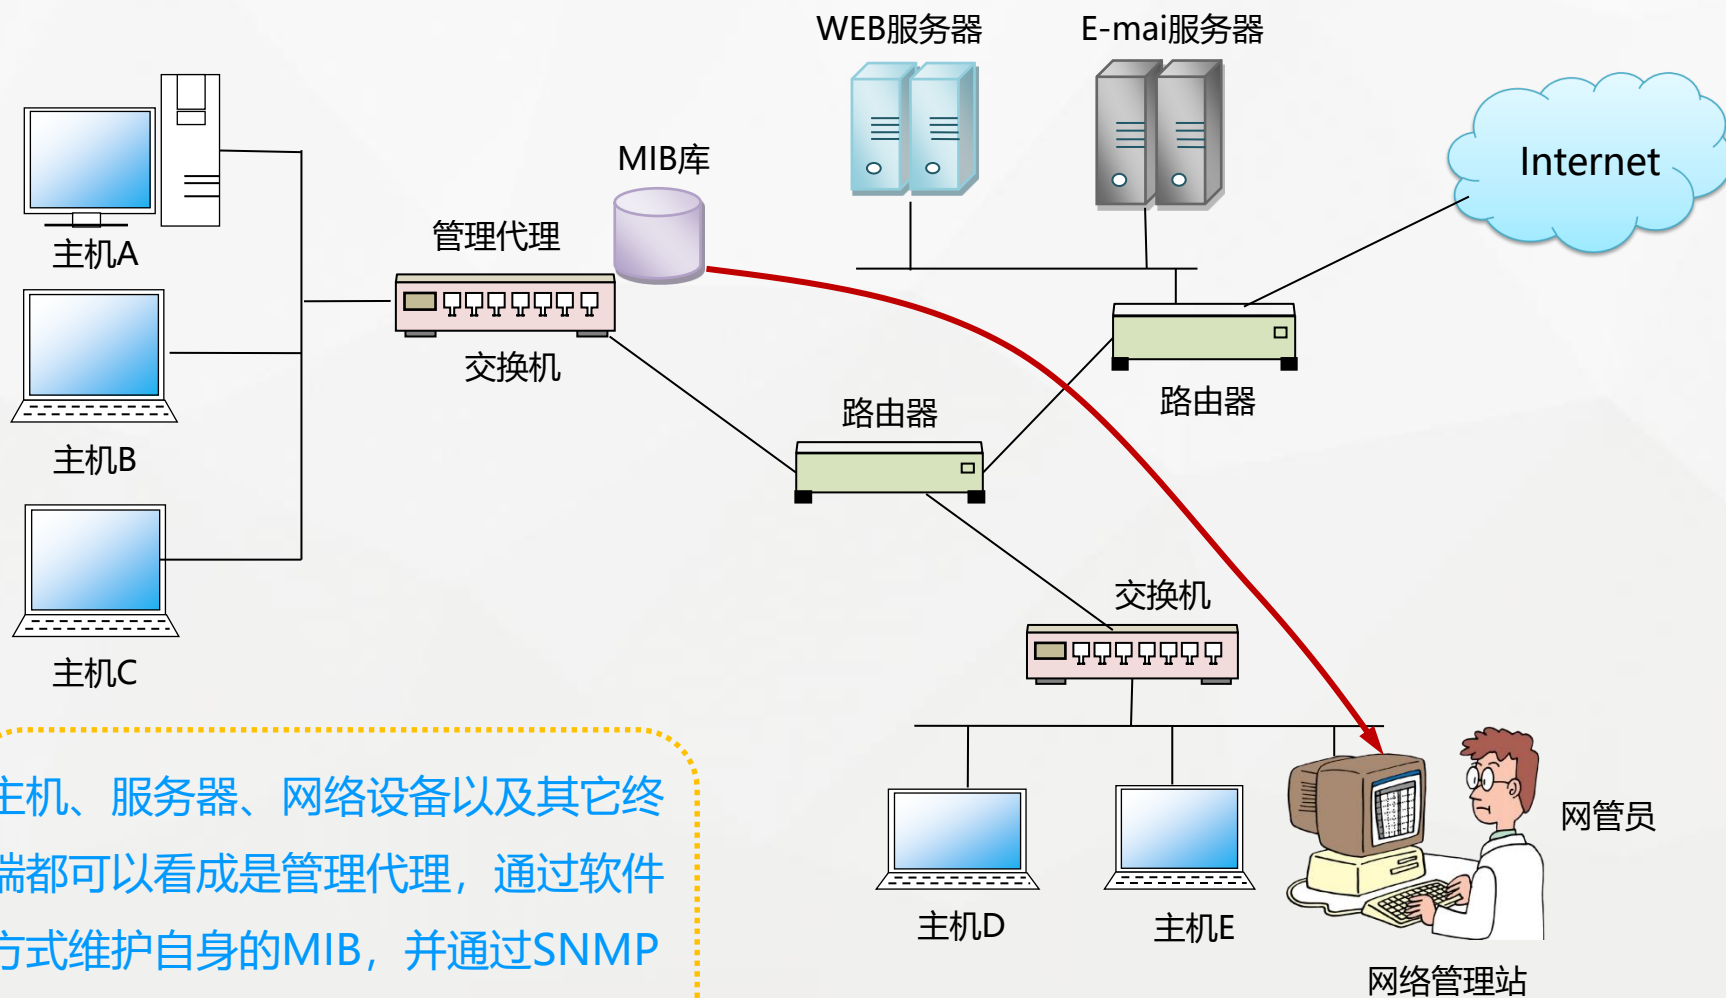 WEB服务器
E-mai服务器
Internet
MIB库
管理代理
主机A
交换机
路由器
路由器
主机B
交换机
主机C
主机、服务器、网络设备以及其它终
端都可以看成是管理代理，通过软件
方式维护自身的MIB，并通过SNMP
网管员
主机D
主机E
网络管理站